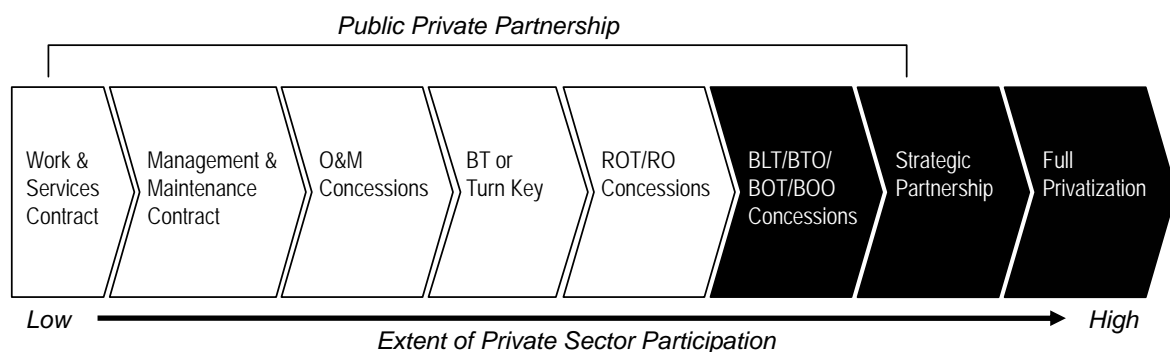 Public Private Partnership
Work &
Services
Contract
Management &
Maintenance
Contract
O&M
Concessions
BT or
Turn Key
ROT/RO
Concessions
BLT/BTO/
BOT/BOO
Concessions
Strategic
Partnership
Full
Privatization
Low
High
Extent of Private Sector Participation